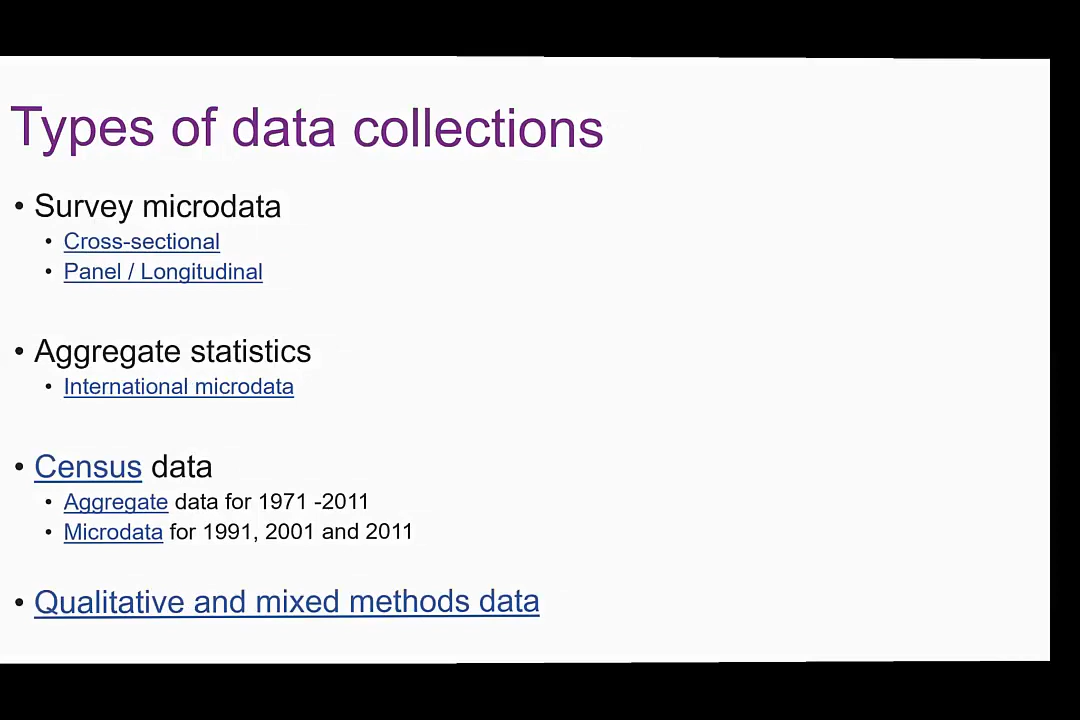 Types of data collections
• Survey microdata
• Cross-sectional
• Panel / Longitudinal
• Aggregate statistics
• International microdata
• Census data
• Aggregate data for 1971 -2011
• Microdata for 1991, 2001 and 2011
• Qualitative and mixed methods data